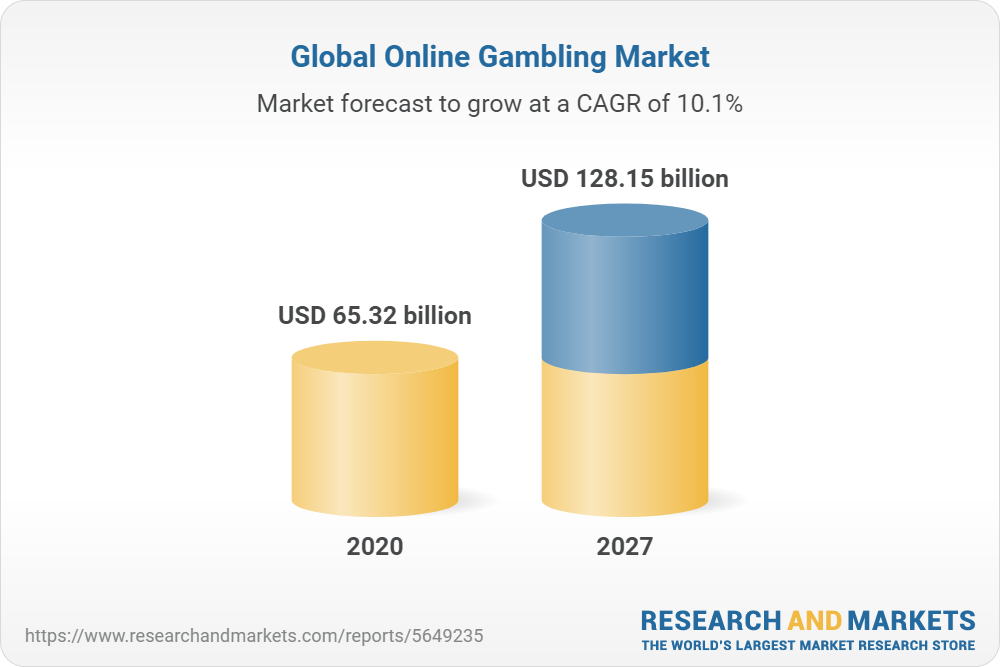 Global Online Gambling Market
Market forecast to grow at a CAGR of 10.1%
USD 128.15 billion
USD 65.32 billion
2020
2027
https://www.researchandmarkets.com/reports/5649235
RESEARCH AND MARKETS
THE WORLD'S LARGEST MARKET RESEARCH STORE